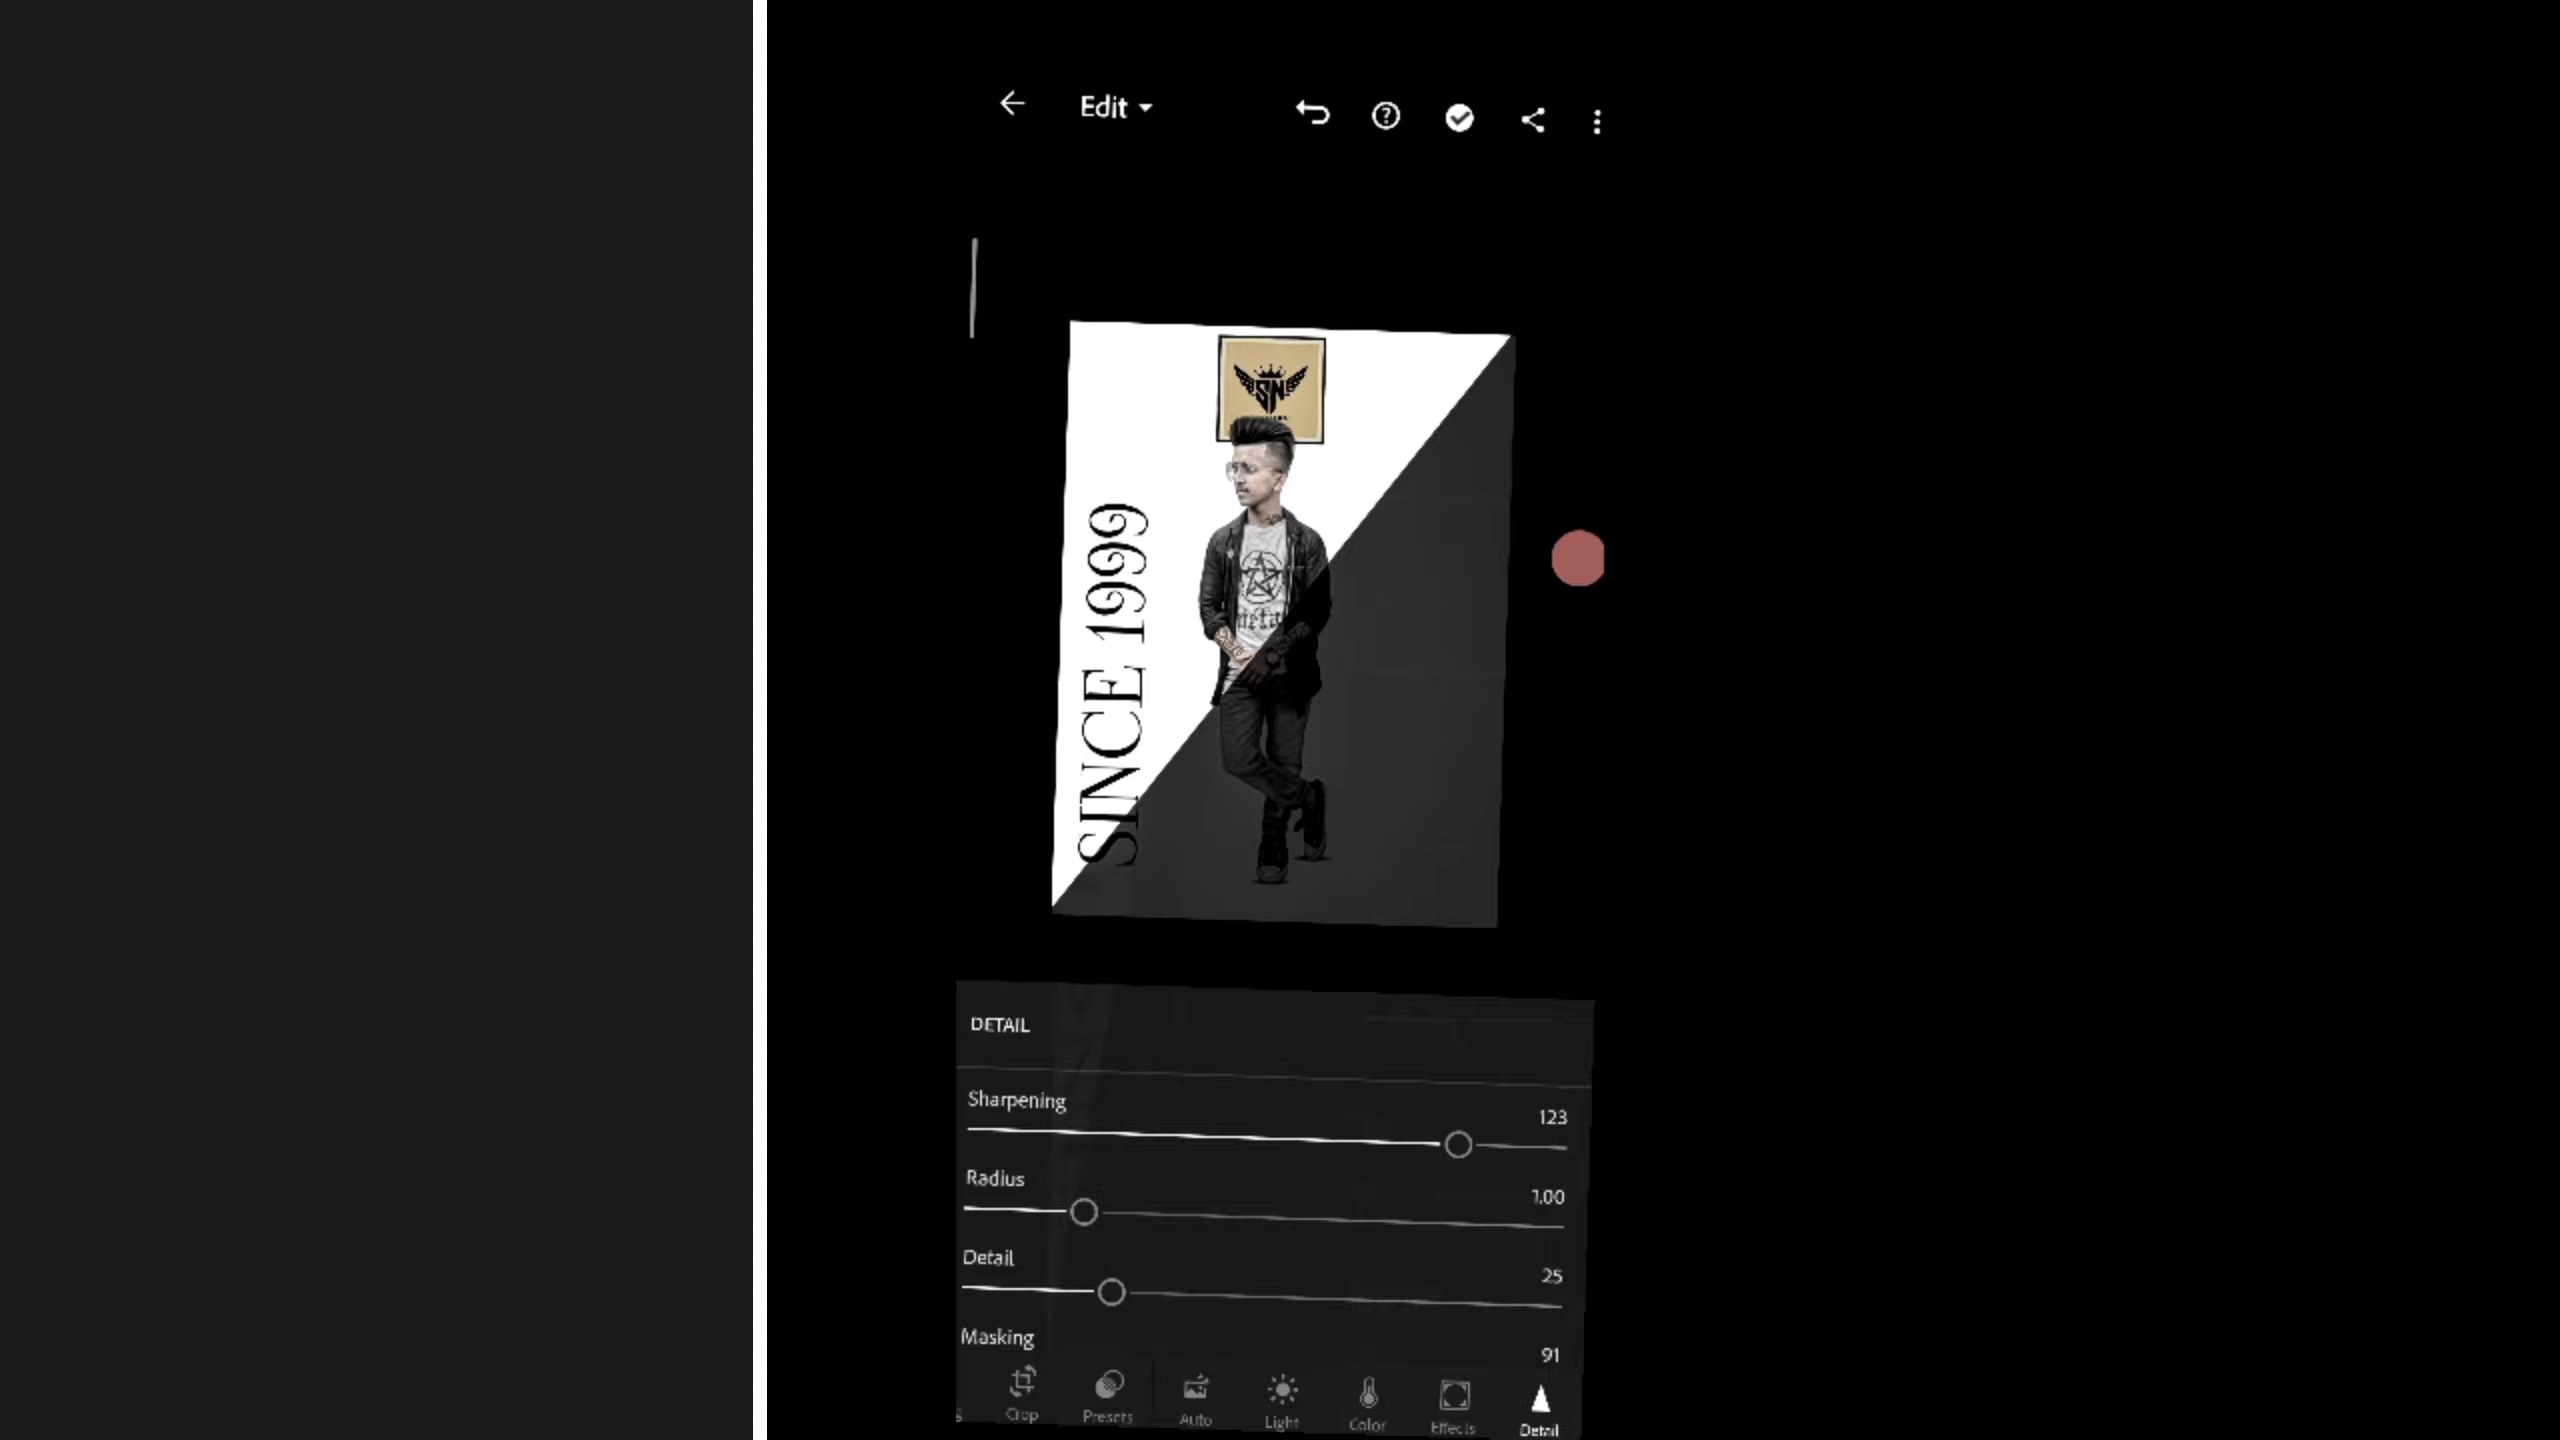 Edit
SN
SINCE 1999
DETAIL
Sharpening
123
Radius
1.00
Detail
25
Masking
91
Crop
Presets
Auto
Light
Color
Effects
Detail